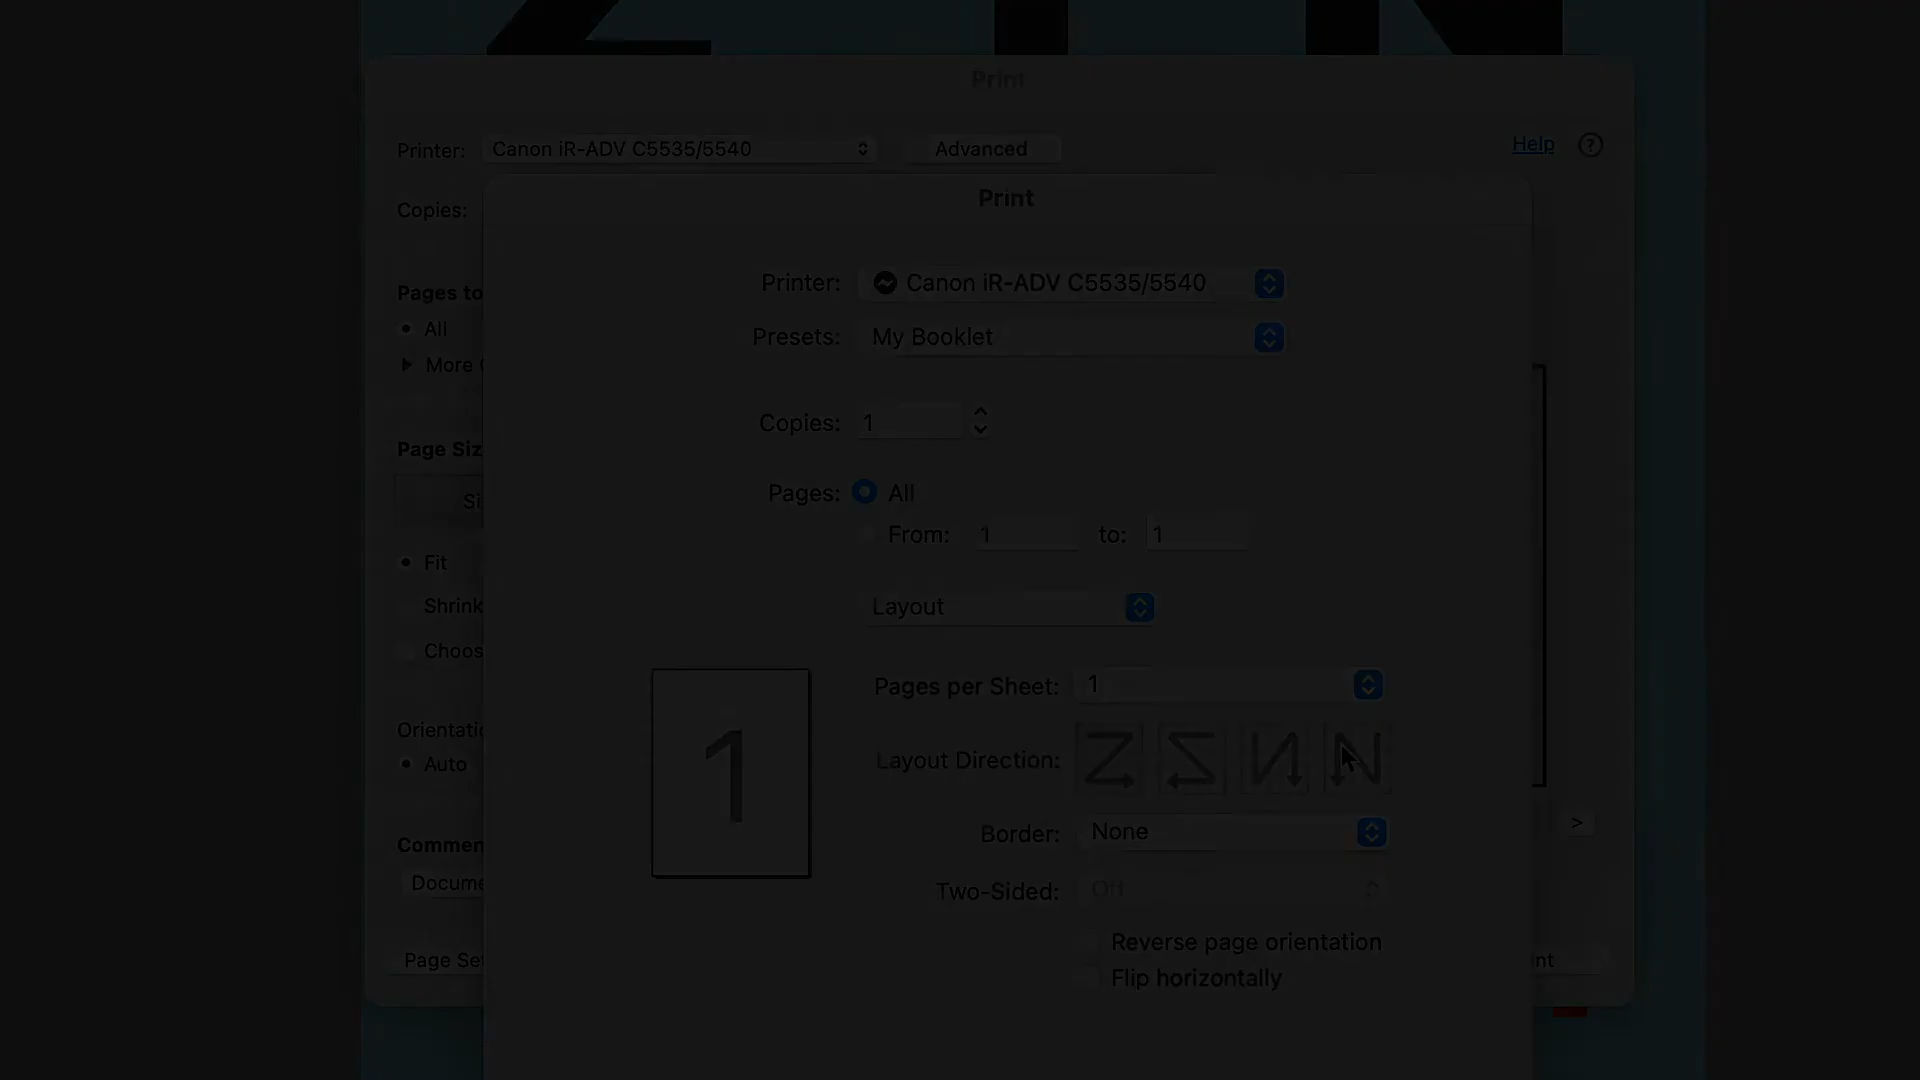 Print
Printer: Canon iR-ADV C5535/5540 Advanced Help ?
Copies:
Pages to
All
More
Page Siz
Si
Fit
Shrink
Choos
Orientatio
Auto
Commen
Docume
Page Set
>
int
Print
Printer: Canon iR-ADV C5535/5540
Presets: My Booklet
Copies: 1
Pages: All
From: 1 to: 1
Layout
1
Pages per Sheet: 1
Layout Direction:
Border: None
Two-Sided: Off
Reverse page orientation
Flip horizontally